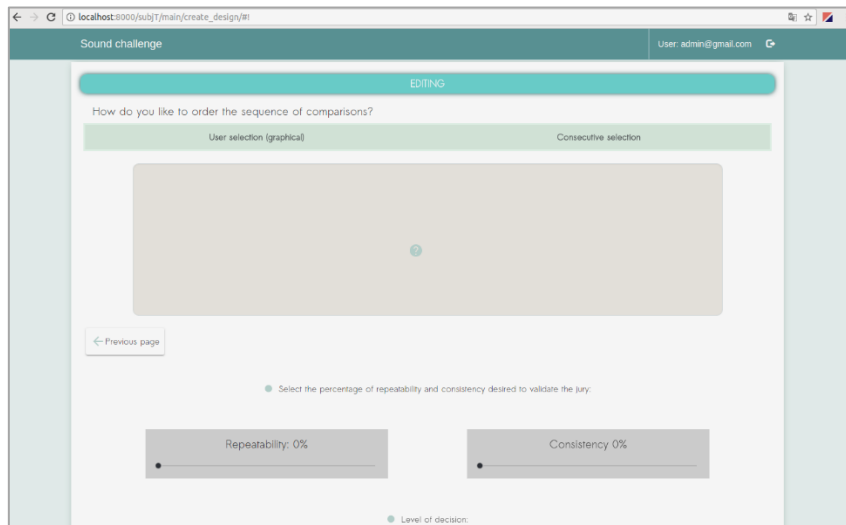 localhost:8000/subjT/main/create_design/#!
Sound challenge
User: admin@gmail.com
EDITING
How do you like to order the sequence of comparisons?
User selection (graphical)
Consecutive selection
?
Previous page
Select the percentage of repeatability and consistency desired to validate the jury:
Repeatability: 0%
Consistency 0%
Level of decision: